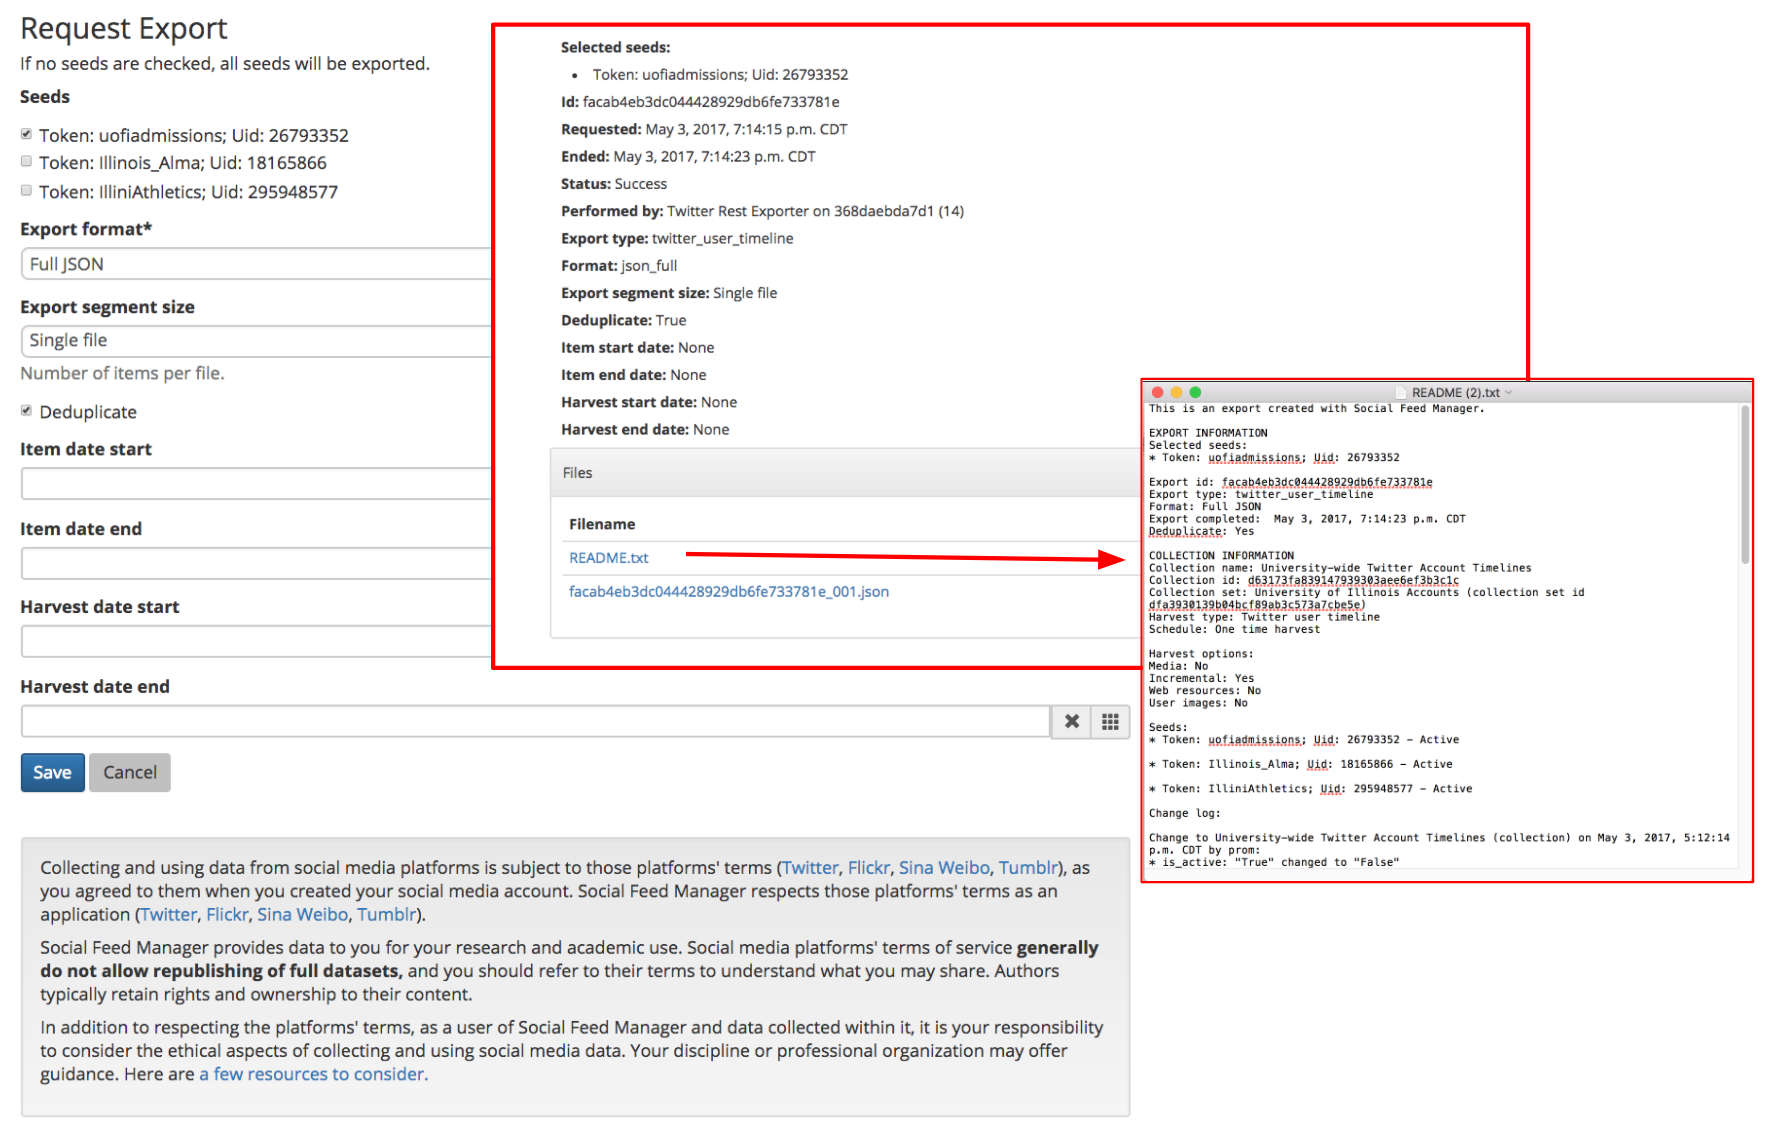 Request Export
If no seeds are checked, all seeds will be exported.
Seeds
Token: uofiadmissions; Uid: 26793352
Token: Illinois_Alma; Uid: 18165866
Token: IlliniAthletics; Uid: 295948577
Export format*
Full JSON
Export segment size
Single file
Number of items per file.
Deduplicate
Item date start
Item date end
Harvest date start
Harvest date end
Save
Cancel
Selected seeds:
• Token: uofiadmissions; Uid: 26793352
Id: facab4eb3dc044428929db6fe733781e
Requested: May 3, 2017, 7:14:15 p.m. CDT
Ended: May 3, 2017, 7:14:23 p.m. CDT
Status: Success
Performed by: Twitter Rest Exporter on 368daebda7d1 (14)
Export type: twitter_user_timeline
Format: json_full
Export segment size: Single file
Deduplicate: True
Item start date: None
Item end date: None
Harvest start date: None
Harvest end date: None
Files
Filename
README.txt
facab4eb3dc044428929db6fe733781e_001.json
README (2).txt
This is an export created with Social Feed Manager.
EXPORT INFORMATION
Selected seeds:
* Token: uofiadmissions; Uid: 26793352
Export id: facab4eb3dc044428929db6fe733781e
Export type: twitter_user_timeline
Format: Full JSON
Export completed:  May 3, 2017, 7:14:23 p.m. CDT
Deduplicate: Yes
COLLECTION INFORMATION
Collection name: University-wide Twitter Account Timelines
Collection id: d63173fa839147939303aee6ef3b3c1c
Collection set: University of Illinois Accounts (collection set id
dfa3930139b04bcf89ab3c573a7cbe5e)
Harvest type: Twitter user timeline
Schedule: One time harvest
Harvest options:
Media: No
Incremental: Yes
Web resources: No
User images: No
Seeds:
* Token: uofiadmissions; Uid: 26793352 - Active
* Token: Illinois_Alma; Uid: 18165866 - Active
* Token: IlliniAthletics; Uid: 295948577 - Active
Change log:
Change to University-wide Twitter Account Timelines (collection) on May 3, 2017, 5:12:14
p.m. CDT by prom:
* is_active: "True" changed to "False"
Collecting and using data from social media platforms is subject to those platforms' terms (Twitter, Flickr, Sina Weibo, Tumblr), as
you agreed to them when you created your social media account. Social Feed Manager respects those platforms' terms as an
application (Twitter, Flickr, Sina Weibo, Tumblr).
Social Feed Manager provides data to you for your research and academic use. Social media platforms' terms of service generally
do not allow republishing of full datasets, and you should refer to their terms to understand what you may share. Authors
typically retain rights and ownership to their content.
In addition to respecting the platforms' terms, as a user of Social Feed Manager and data collected within it, it is your responsibility
to consider the ethical aspects of collecting and using social media data. Your discipline or professional organization may offer
guidance. Here are a few resources to consider.